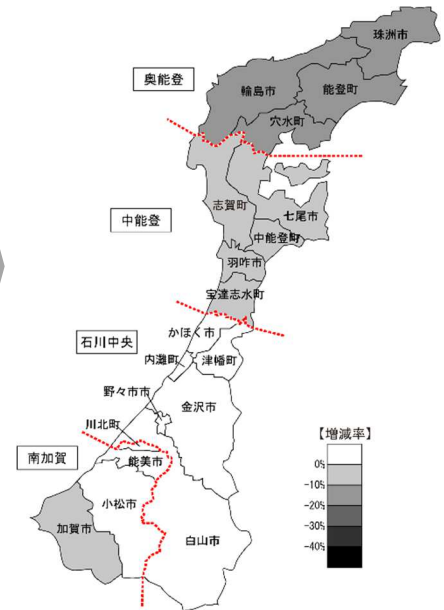 珠洲市
奥能登
輪島市
能登町
穴水町
志賀町
七尾市
中能登
中能登町
羽咋市
宝達志水町
石川中央
かほく市
内灘町
津幡町
野々市市
金沢市
川北町
【増減率】
南加賀
能美市
0%
-10%
小松市
-20%
加賀市
白山市
-30%
-40%